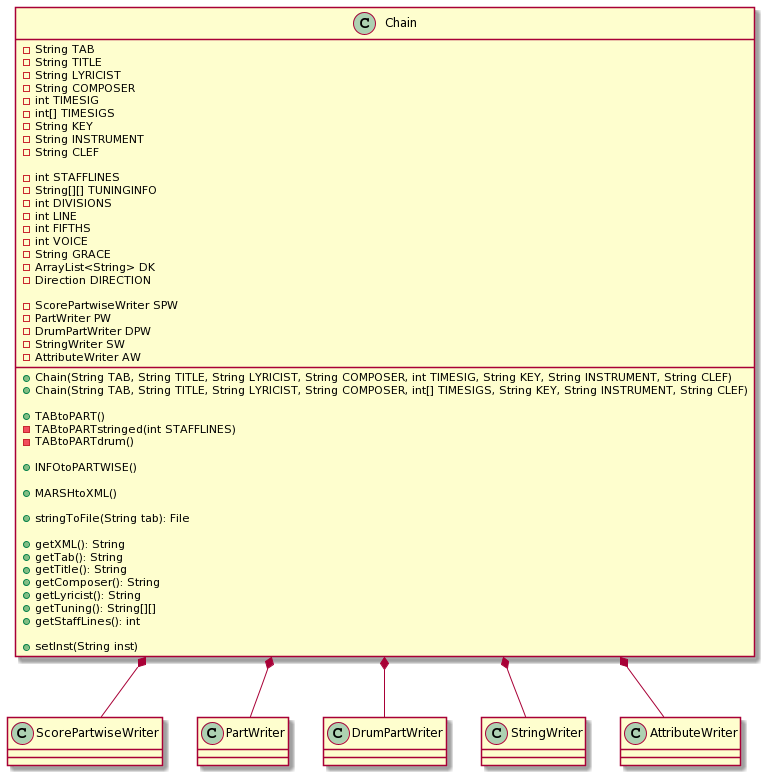 C Chain
String TAB
String TITLE
String LYRICIST
String COMPOSER
int TIMESIG
int[] TIMESIGS
String KEY
String INSTRUMENT
String CLEF
int STAFFLINES
String[][] TUNINGINFO
int DIVISIONS
int LINE
int FIFTHS
int VOICE
String GRACE
ArrayList<String> DK
Direction DIRECTION
ScorePartwiseWriter SPW
PartWriter PW
DrumPartWriter DPW
StringWriter SW
AttributeWriter AW
Chain(String TAB, String TITLE, String LYRICIST, String COMPOSER, int TIMESIG, String KEY, String INSTRUMENT, String CLEF)
Chain(String TAB, String TITLE, String LYRICIST, String COMPOSER, int[] TIMESIGS, String KEY, String INSTRUMENT, String CLEF)
TABtoPART()
TABtoPARTstringed(int STAFFLINES)
TABtoPARTdrum()
INFOtoPARTWISE()
MARSHtoXML()
stringToFile(String tab): File
getXML(): String
getTab(): String
getTitle(): String
getComposer(): String
getLyricist(): String
getTuning(): String[][]
getStaffLines(): int
setInst(String inst)
C ScorePartwiseWriter
C PartWriter
C DrumPartWriter
C StringWriter
C AttributeWriter